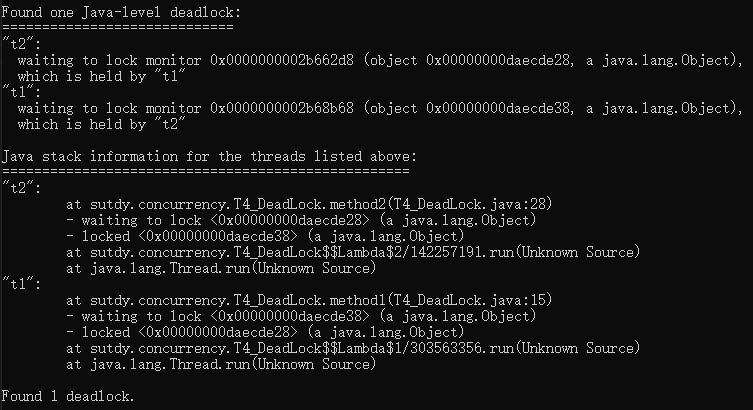 Found one Java-level deadlock:
=============================
"t2":
  waiting to lock monitor 0x0000000002b662d8 (object 0x00000000daecde28, a java.lang.Object),
  which is held by "t1"
"t1":
  waiting to lock monitor 0x0000000002b68b68 (object 0x00000000daecde38, a java.lang.Object),
  which is held by "t2"

Java stack information for the threads listed above:
===================================================
"t2":
        at sutdy.concurrency.T4_DeadLock.method2(T4_DeadLock.java:28)
        - waiting to lock <0x00000000daecde28> (a java.lang.Object)
        - locked <0x00000000daecde38> (a java.lang.Object)
        at sutdy.concurrency.T4_DeadLock$$Lambda$2/142257191.run(Unknown Source)
        at java.lang.Thread.run(Unknown Source)
"t1":
        at sutdy.concurrency.T4_DeadLock.method1(T4_DeadLock.java:15)
        - waiting to lock <0x00000000daecde38> (a java.lang.Object)
        - locked <0x00000000daecde28> (a java.lang.Object)
        at sutdy.concurrency.T4_DeadLock$$Lambda$1/303563356.run(Unknown Source)
        at java.lang.Thread.run(Unknown Source)

Found 1 deadlock.